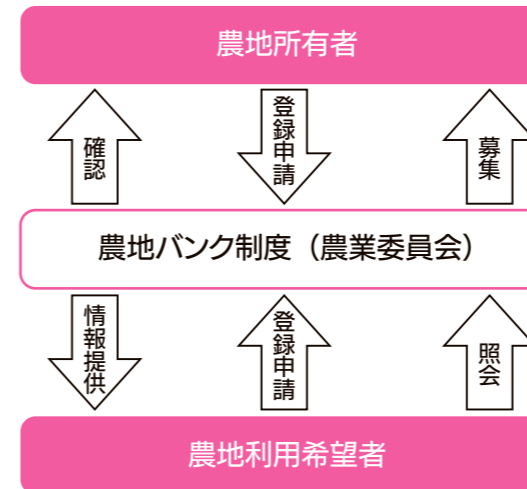 農地所有者
確認
登録申請
募集
農地バンク制度（農業委員会）
情報提供
登録申請
照会
農地利用希望者